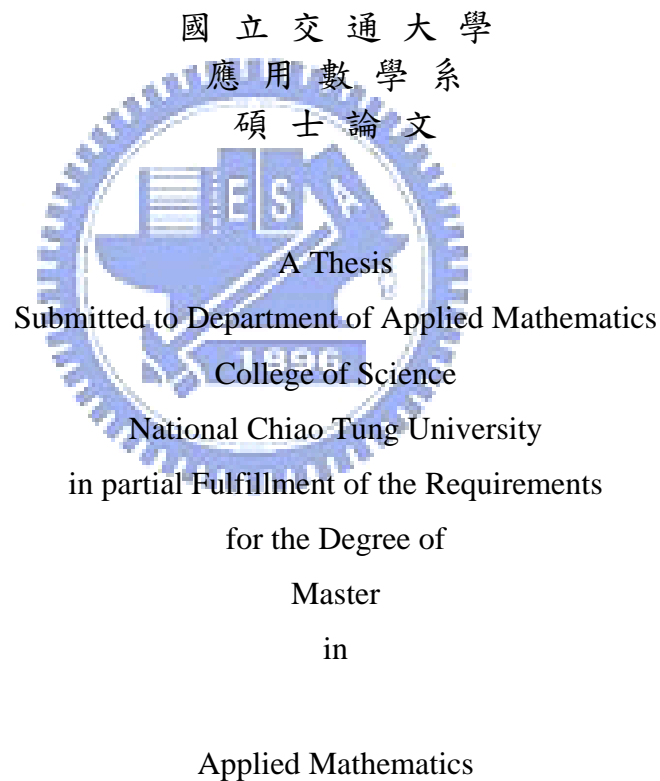 國立交通大學
應用數學系
碩士論文
ESA
A Thesis
Submitted to Department of Applied Mathematics
1896
College of Science
National Chiao Tung University
in partial Fulfillment of the Requirements
for the Degree of
Master
in
Applied Mathematics